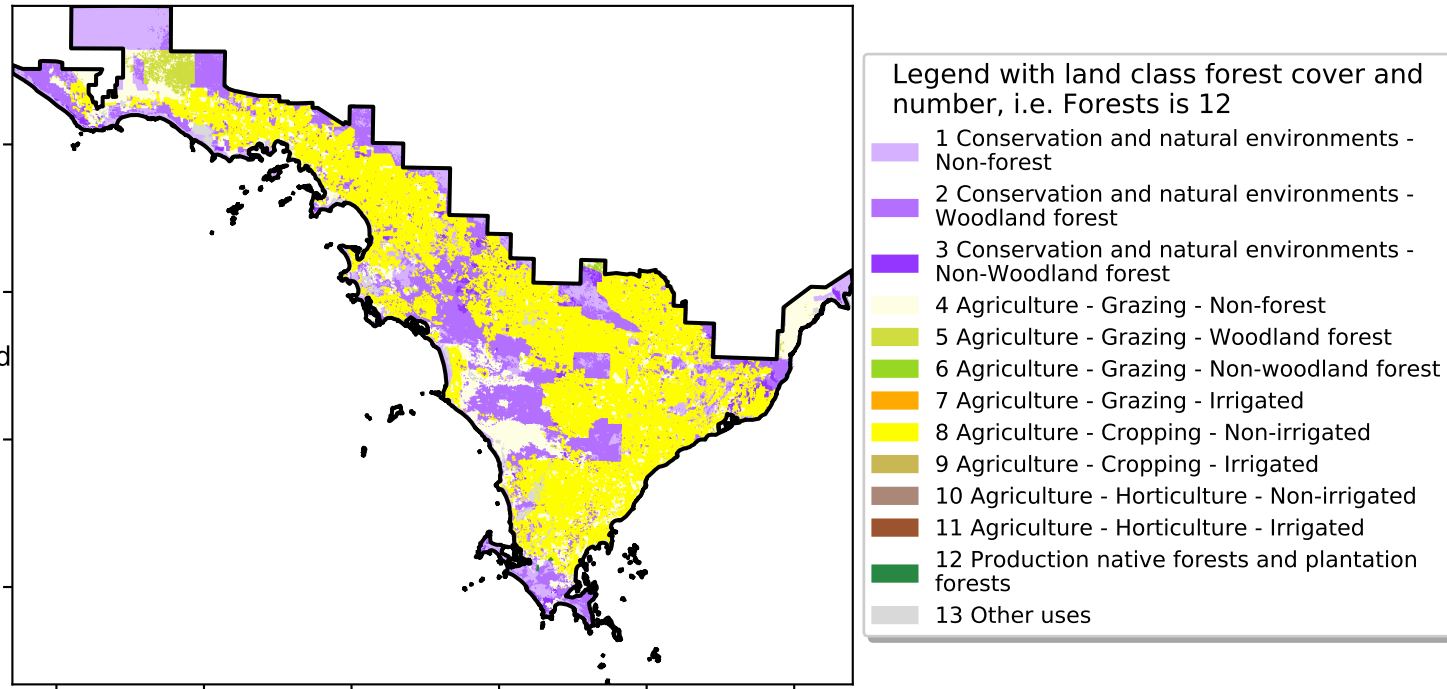 d
Legend with land class forest cover and
number, i.e. Forests is 12
1 Conservation and natural environments -
Non-forest
2 Conservation and natural environments -
Woodland forest
3 Conservation and natural environments -
Non-Woodland forest
4 Agriculture - Grazing - Non-forest
5 Agriculture - Grazing - Woodland forest
6 Agriculture - Grazing - Non-woodland forest
7 Agriculture - Grazing - Irrigated
8 Agriculture - Cropping - Non-irrigated
9 Agriculture - Cropping - Irrigated
10 Agriculture - Horticulture - Non-irrigated
11 Agriculture - Horticulture - Irrigated
12 Production native forests and plantation
forests
13 Other uses